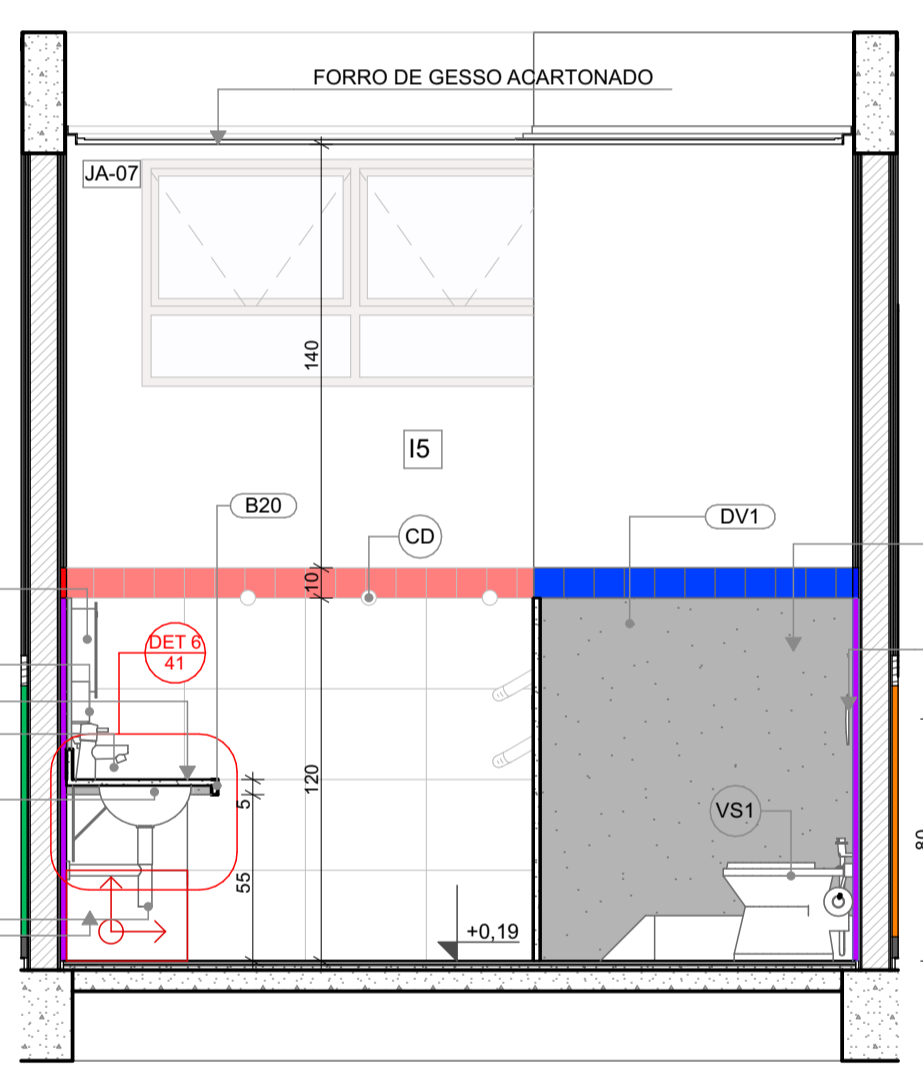 FORRO DE GESSO ACARTONADO
JA-07
140
I5
B20
CD
DV1
10
DET 6
41
120
5
VS1
80
55
+0,19